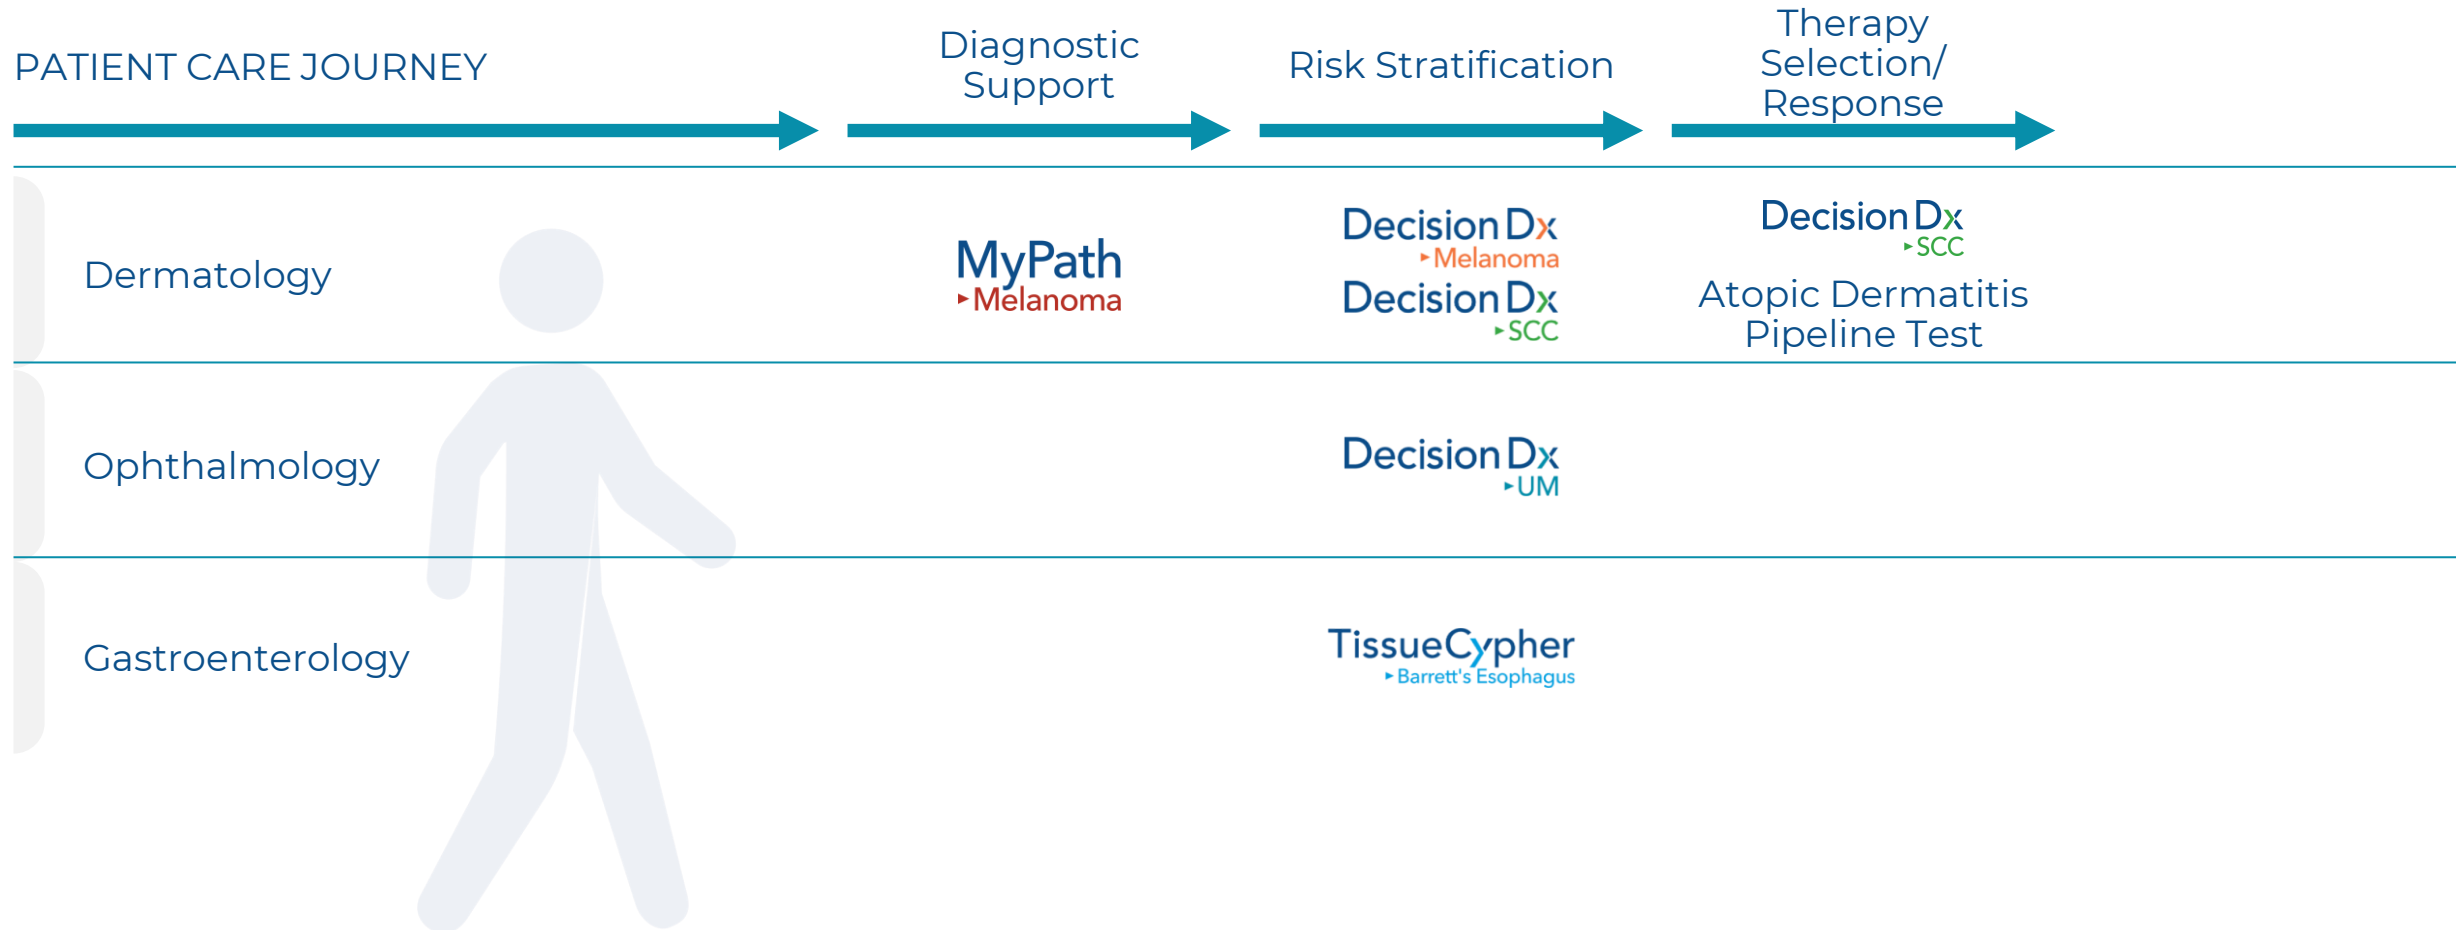 PATIENT CARE JOURNEY
Diagnostic
Support
Risk Stratification
Therapy
Selection/
Response
Dermatology
MyPath
Melanoma
DecisionDx
Melanoma
DecisionDx
SCC
DecisionDx
SCC
Atopic Dermatitis
Pipeline Test
Ophthalmology
DecisionDx
UM
Gastroenterology
TissueCypher
Barrett's Esophagus